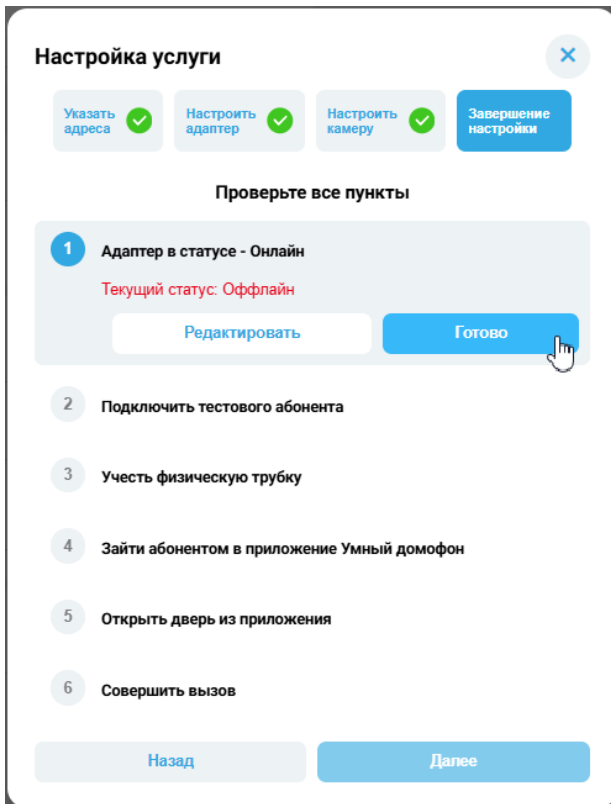 Настройка услуги
Указать адреса
Настроить адаптер
Настроить камеру
Завершение настройки
Проверьте все пункты
1 Адаптер в статусе - Онлайн
Текущий статус: Оффлайн
Редактировать
Готово
2 Подключить тестового абонента
3 Учесть физическую трубку
4 Зайти абонентом в приложение Умный домофон
5 Открыть дверь из приложения
6 Совершить вызов
Назад
Далее